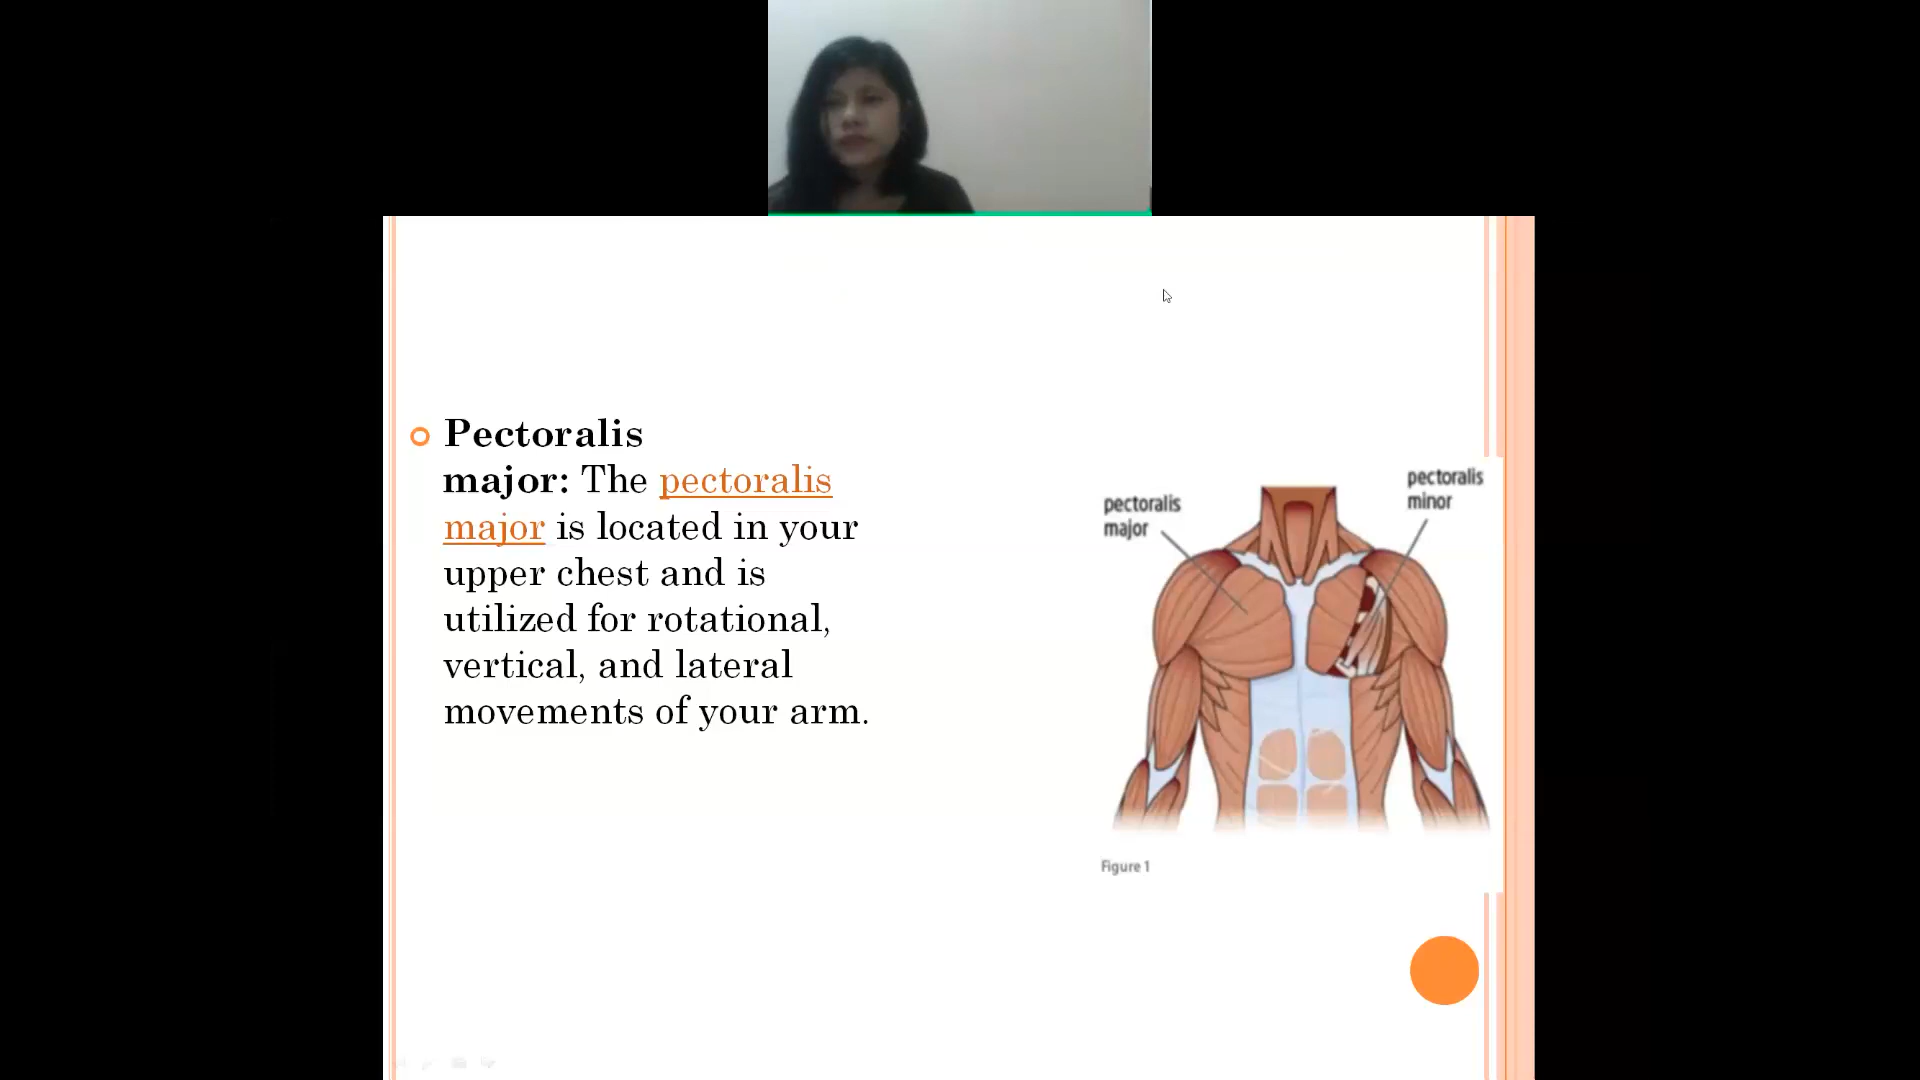 Pectoralis
major: The pectoralis
major is located in your
upper chest and is
utilized for rotational,
vertical, and lateral
movements of your arm.
pectoralis
major
pectoralis
minor
Figure 1